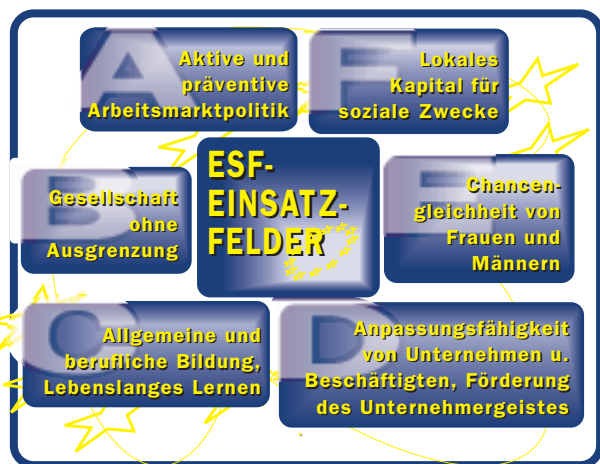 A
Aktive und
präventive
Arbeitsmarktpolitik
F
Lokales
Kapital für
soziale Zwecke
B
Gesellschaft
ohne
Ausgrenzung
ESF-
EINSATZ-
FELDER
E
Chancen-
gleichheit von
Frauen und
Männern
C
Allgemeine und
berufliche Bildung,
Lebenslanges Lernen
D
Anpassungsfähigkeit
von Unternehmen u.
Beschäftigten, Förderung
des Unternehmergeistes